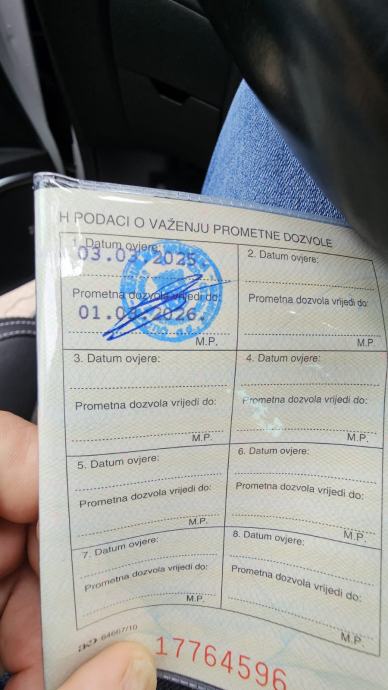 H PODACI O VAŽENJU PROMETNE DOZVOLE
1. Datum ovjere:
03.03.2025.
Prometna dozvola vrijedi do:
2026.
M.P.
2. Datum ovjere:
Prometna dozvola vrijedi do:
M.P.
3. Datum ovjere:
Prometna dozvola vrijedi do:
M.P.
4. Datum ovjere:
Prometna dozvola vrijedi do:
M.P.
5. Datum ovjere:
Prometna dozvola vrijedi do:
M.P.
6. Datum ovjere:
Prometna dozvola vrijedi do:
M.P.
7. Datum ovjere:
Prometna dozvola vrijedi do:
M.P.
8. Datum ovjere:
Prometna dozvola vrijedi do:
M.P.
64667/10
17764596